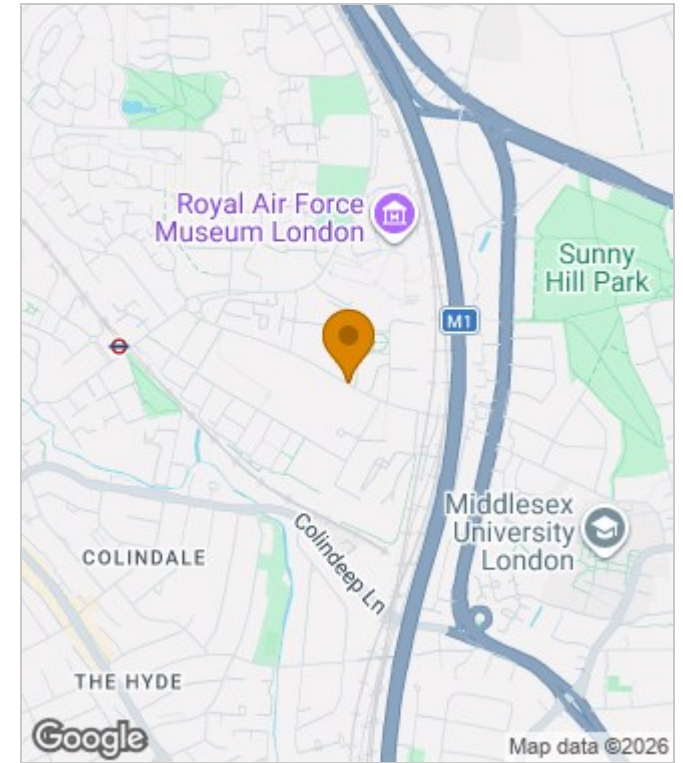 Royal Air Force
Museum London
Sunny
Hill Park
M1
Middlesex
University
London
Colindeep Ln
COLINDALE
THE HYDE
Google
Map data ©2026